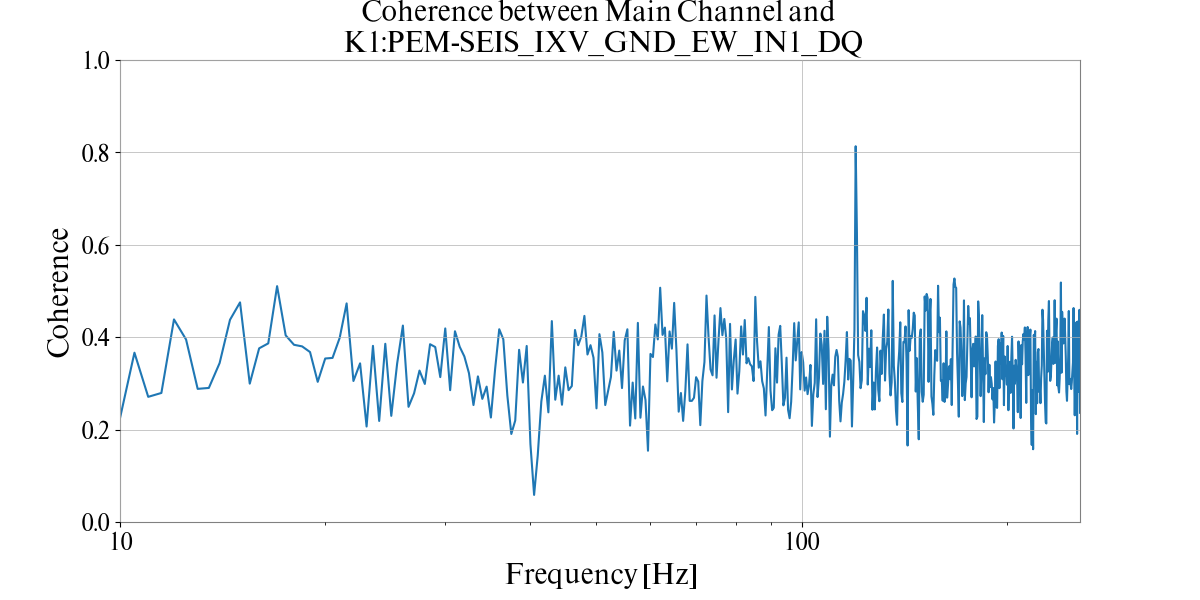 Coherence between Main Channel and
K1:PEM-SEIS_IXV_GND_EW_IN1_DQ
1.0
0.8
0.6
0.4
0.2
0.0
Coherence
10
100
Frequency [Hz]